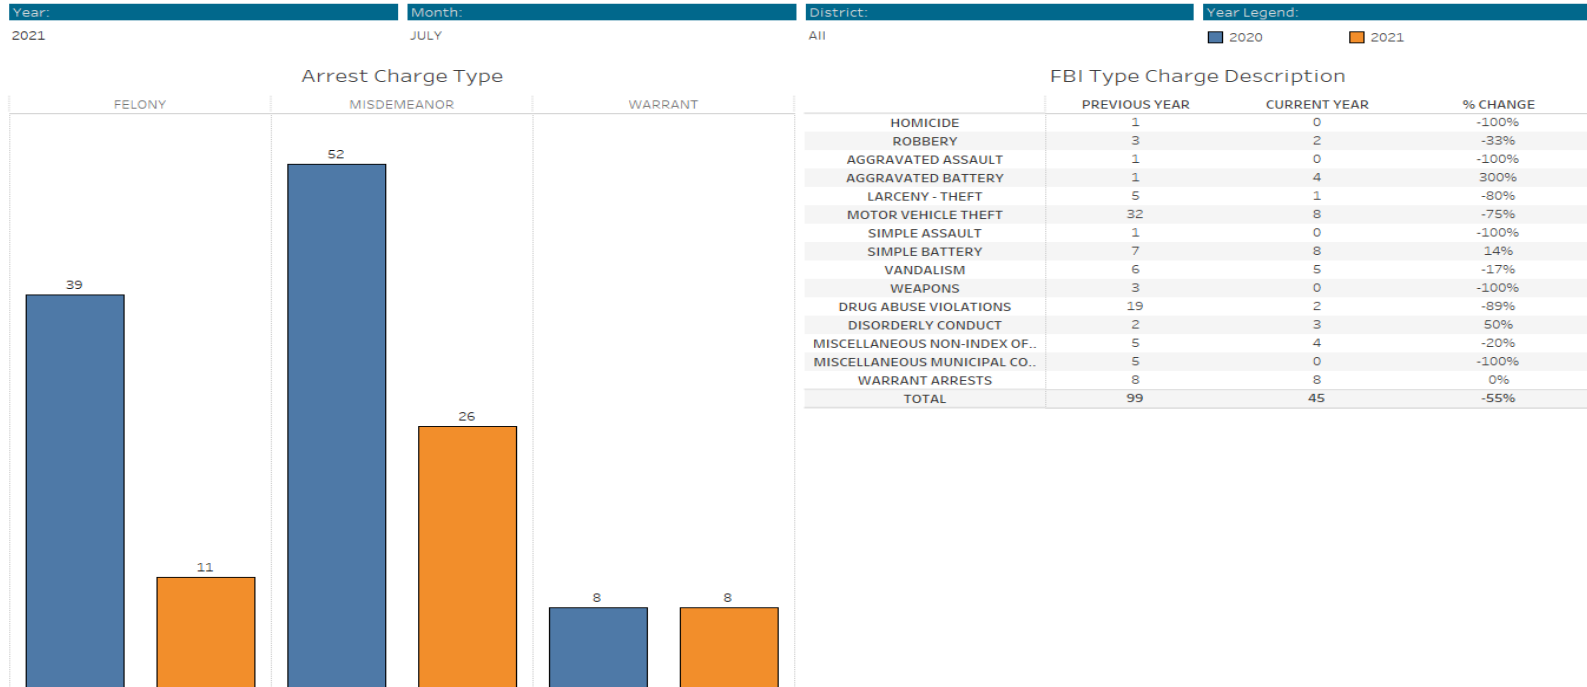 Year: Month: District: Year Legend:
2021 JULY All 2020 2021
Arrest Charge Type
FELONY MISDEMEANOR WARRANT
39 11 52 26 8 8
FBI Type Charge Description
PREVIOUS YEAR CURRENT YEAR % CHANGE
HOMICIDE 1 0 -100%
ROBBERY 3 2 -33%
AGGRAVATED ASSAULT 1 0 -100%
AGGRAVATED BATTERY 1 4 300%
LARCENY - THEFT 5 1 -80%
MOTOR VEHICLE THEFT 32 8 -75%
SIMPLE ASSAULT 1 0 -100%
SIMPLE BATTERY 7 8 14%
VANDALISM 6 5 -17%
WEAPONS 3 0 -100%
DRUG ABUSE VIOLATIONS 19 2 -89%
DISORDERLY CONDUCT 2 3 50%
MISCELLANEOUS NON-INDEX OF.. 5 4 -20%
MISCELLANEOUS MUNICIPAL CO.. 5 0 -100%
WARRANT ARRESTS 8 8 0%
TOTAL 99 45 -55%